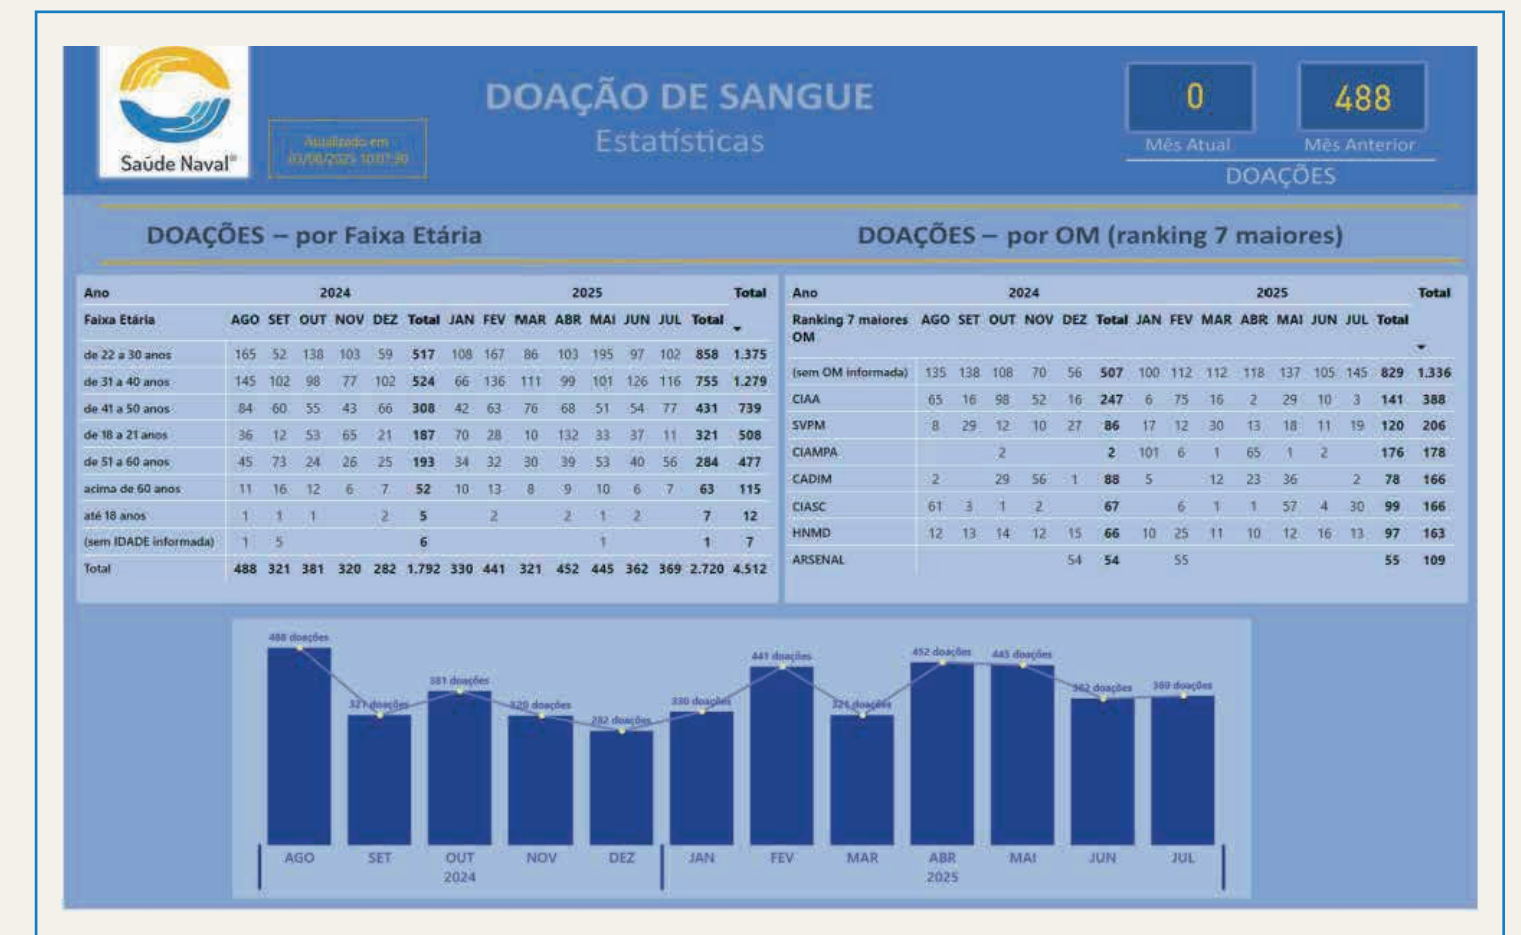 Saúde Naval®
Atualizado em
DOAÇÃO DE SANGUE
Estatísticas
0
Mês Atual
488
Mês Anterior
DOAÇÕES
DOAÇÕES – por Faixa Etária
Ano 2024 2025 Total
Faixa Etária AGO SET OUT NOV DEZ Total JAN FEV MAR ABR MAI JUN JUL Total
de 22 a 30 anos 165 52 138 103 59 517 108 167 86 103 195 97 102 858 1.375
de 31 a 40 anos 145 102 98 77 102 524 66 136 111 99 101 126 116 755 1.279
de 41 a 50 anos 84 60 55 43 66 308 42 63 76 68 51 54 77 431 739
de 18 a 21 anos 36 12 53 65 21 187 70 28 10 132 33 37 11 321 508
de 51 a 60 anos 45 73 24 26 25 193 34 32 30 39 53 40 56 284 477
acima de 60 anos 11 16 12 6 7 52 10 13 8 9 10 6 7 63 115
até 18 anos 1 1 1 2 5 2 2 1 2 7 12
(sem IDADE informada) 1 5 6 1 1 7
Total 488 321 381 320 282 1.792 330 441 321 452 445 362 369 2.720 4.512
DOAÇÕES – por OM (ranking 7 maiores)
Ano 2024 2025 Total
Ranking 7 maiores AGO SET OUT NOV DEZ Total JAN FEV MAR ABR MAI JUN JUL Total
OM
(sem OM informada) 135 138 108 70 56 507 100 112 112 118 137 105 145 829 1.336
CIAA 65 16 98 52 16 247 6 75 16 2 29 10 3 141 388
SVPM 8 29 12 10 27 86 17 12 30 13 18 11 19 120 206
CIAMPA 2 2 101 6 1 65 1 2 176 178
CADIM 2 29 56 1 88 5 12 23 36 2 78 166
CIASC 61 3 1 2 67 6 1 1 57 4 30 99 166
HNMD 12 13 14 12 15 66 10 25 11 10 12 16 13 97 163
ARSENAL 54 54 55 55 109
488 doações
321 doações
381 doações
320 doações
282 doações
330 doações
441 doações
321 doações
452 doações
445 doações
362 doações
369 doações
AGO SET OUT NOV DEZ JAN FEV MAR ABR MAI JUN JUL
2024 2025